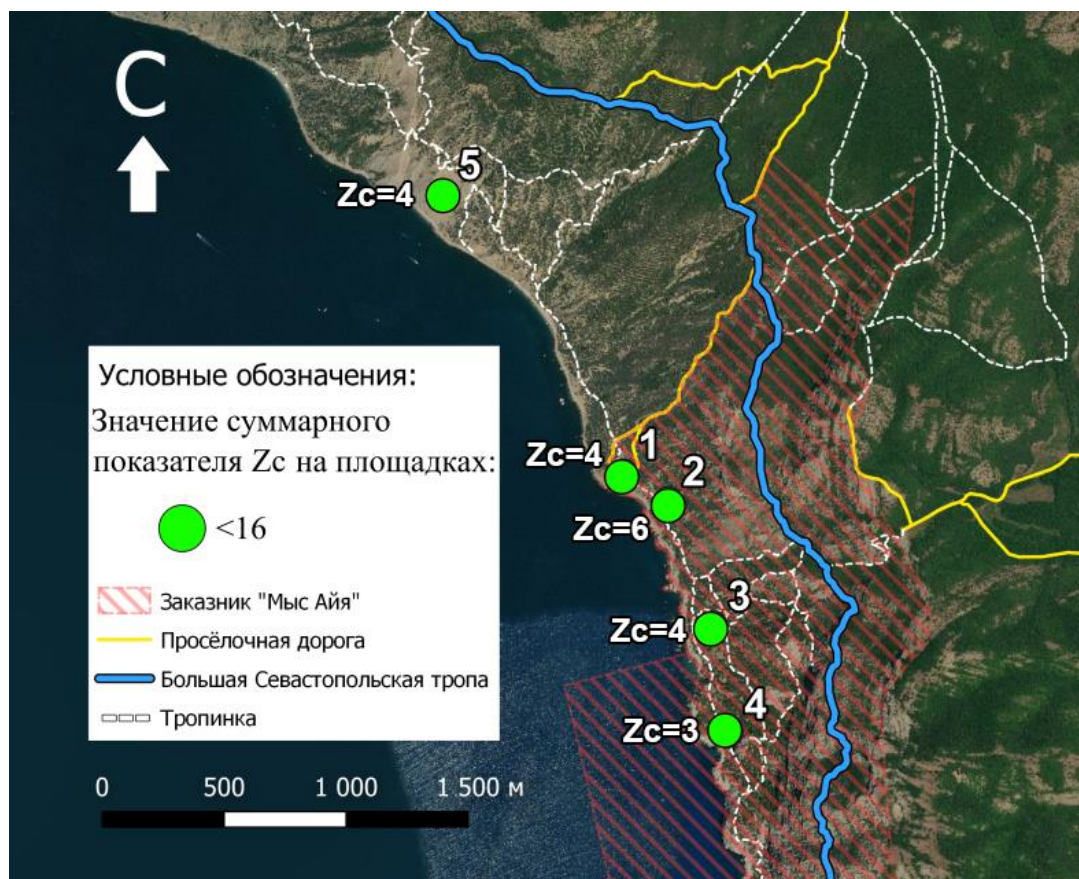 С
5
Zc=4
Условные обозначения:
Значение суммарного
показателя Zc на площадках:
<16
Заказник "Мыс Айя"
Просёлочная дорога
Большая Севастопольская тропа
Тропинка
1
Zc=4
2
Zc=6
3
Zc=4
4
Zc=3
0 500 1 000 1 500 м